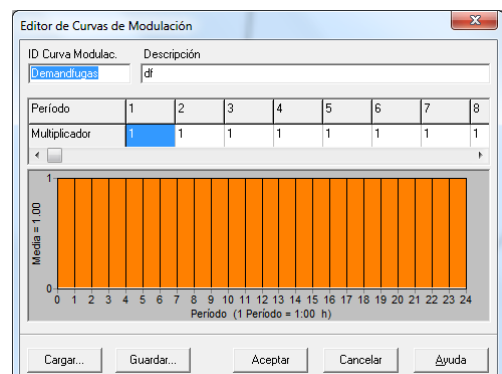 Editor de Curvas de Modulación
ID Curva Modulac. Descripción
Demandfugas df
Período 1 2 3 4 5 6 7 8
Multiplicador 1 1 1 1 1 1 1 1
1
Media = 1.00
0
0 1 2 3 4 5 6 7 8 9 10 11 12 13 14 15 16 17 18 19 20 21 22 23 24
Período (1 Período = 1:00 h)
Cargar... Guardar... Aceptar Cancelar Ayuda